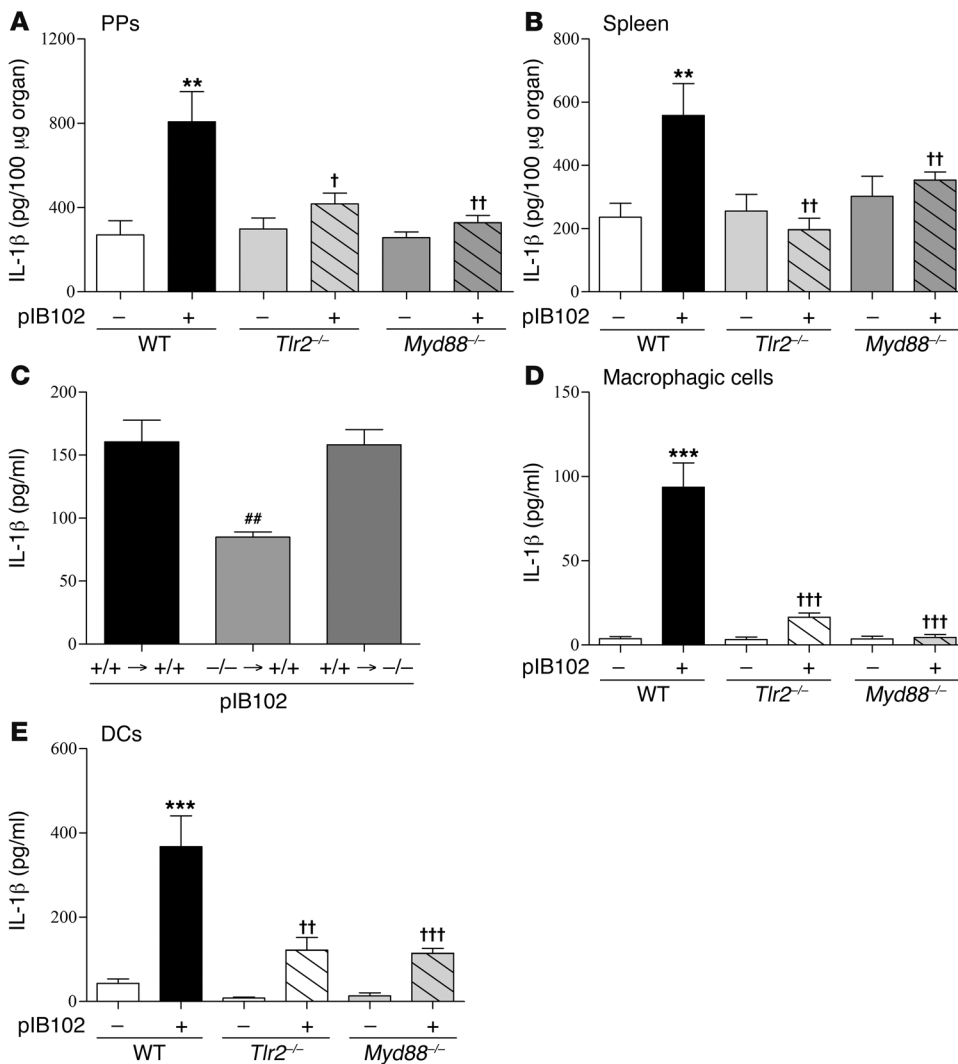 A PPs
IL-1β (pg/100 μg organ)
1200
800
400
0
**
†
††
pIB102 – + – + – +
WT Tlr2–/– Myd88–/–
B Spleen
IL-1β (pg/100 μg organ)
800
600
400
200
0
**
††
††
pIB102 – + – + – +
WT Tlr2–/– Myd88–/–
C
IL-1β (pg/ml)
200
150
100
50
0
##
+/+ → +/+ –/– → +/+ +/+ → –/–
pIB102
D Macrophagic cells
IL-1β (pg/ml)
150
100
50
0
***
†††
†††
pIB102 – + – + – +
WT Tlr2–/– Myd88–/–
E DCs
IL-1β (pg/ml)
600
400
200
0
***
††
†††
pIB102 – + – + – +
WT Tlr2–/– Myd88–/–